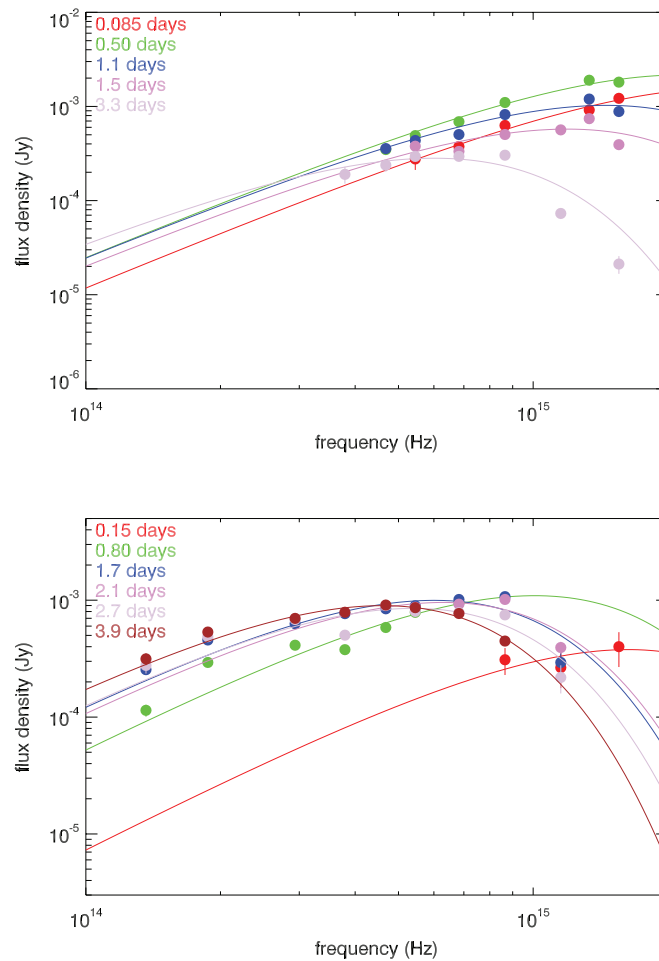 10^-2
0.085 days
0.50 days
1.1 days
1.5 days
3.3 days
10^-3
flux density (Jy)
10^-4
10^-5
10^-6
10^14
10^15
frequency (Hz)
0.15 days
0.80 days
1.7 days
2.1 days
2.7 days
3.9 days
10^-3
flux density (Jy)
10^-4
10^-5
10^14
10^15
frequency (Hz)